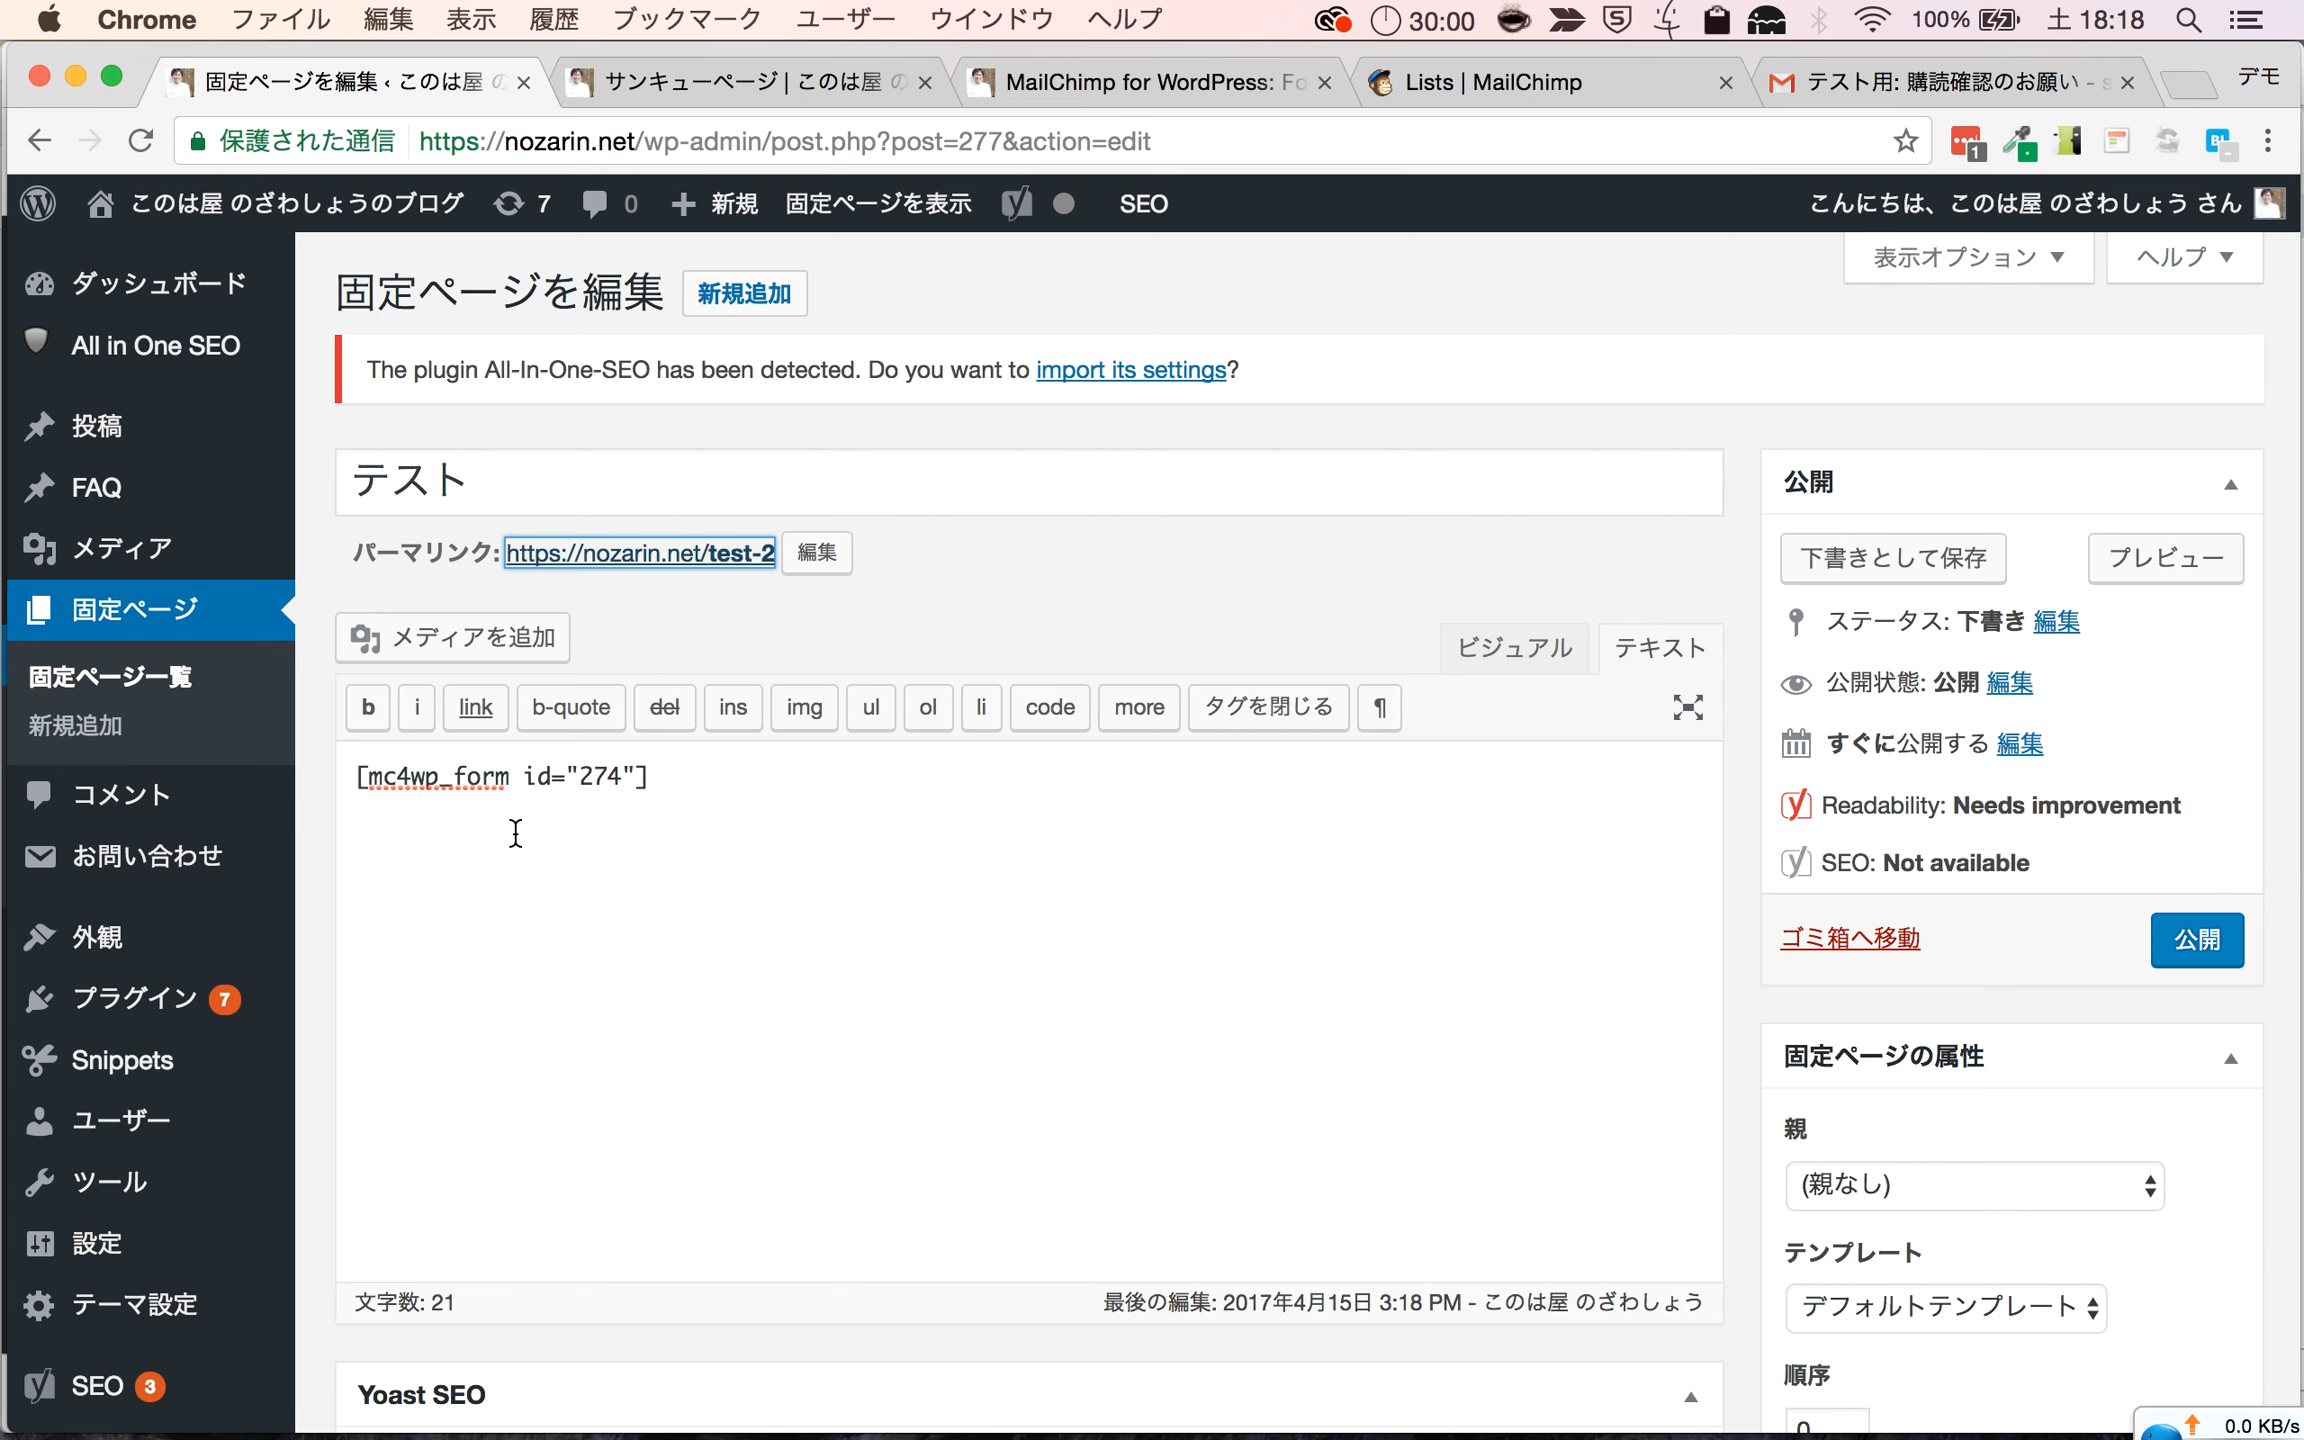 Chrome ファイル 編集 表示 履歴 ブックマーク ユーザー ウインドウ ヘルプ 30:00 100% 土 18:18
固定ページを編集 ‹ このは屋 の サンキューページ | このは屋 の MailChimp for WordPress: Fo Lists | MailChimp テスト用: 購読確認のお願い - s デモ
保護された通信 https://nozarin.net/wp-admin/post.php?post=277&action=edit 1
このは屋 のざわしょうのブログ 7 0 新規 固定ページを表示 SEO こんにちは、このは屋 のざわしょう さん
表示オプション ヘルプ
ダッシュボード
All in One SEO
投稿
FAQ
メディア
固定ページ
固定ページ一覧
新規追加
コメント
お問い合わせ
外観
プラグイン 7
Snippets
ユーザー
ツール
設定
テーマ設定
SEO 3
固定ページを編集 新規追加
The plugin All-In-One-SEO has been detected. Do you want to import its settings?
テスト
パーマリンク: https://nozarin.net/test-2 編集
メディアを追加
ビジュアル テキスト
b i link b-quote del ins img ul ol li code more タグを閉じる ¶
[mc4wp_form id="274"]
文字数: 21 最後の編集: 2017年4月15日 3:18 PM - このは屋 のざわしょう
Yoast SEO
公開
下書きとして保存 プレビュー
ステータス: 下書き 編集
公開状態: 公開 編集
すぐに公開する 編集
Readability: Needs improvement
SEO: Not available
ゴミ箱へ移動 公開
固定ページの属性
親
(親なし)
テンプレート
デフォルトテンプレート
順序
0
0.0 KB/s